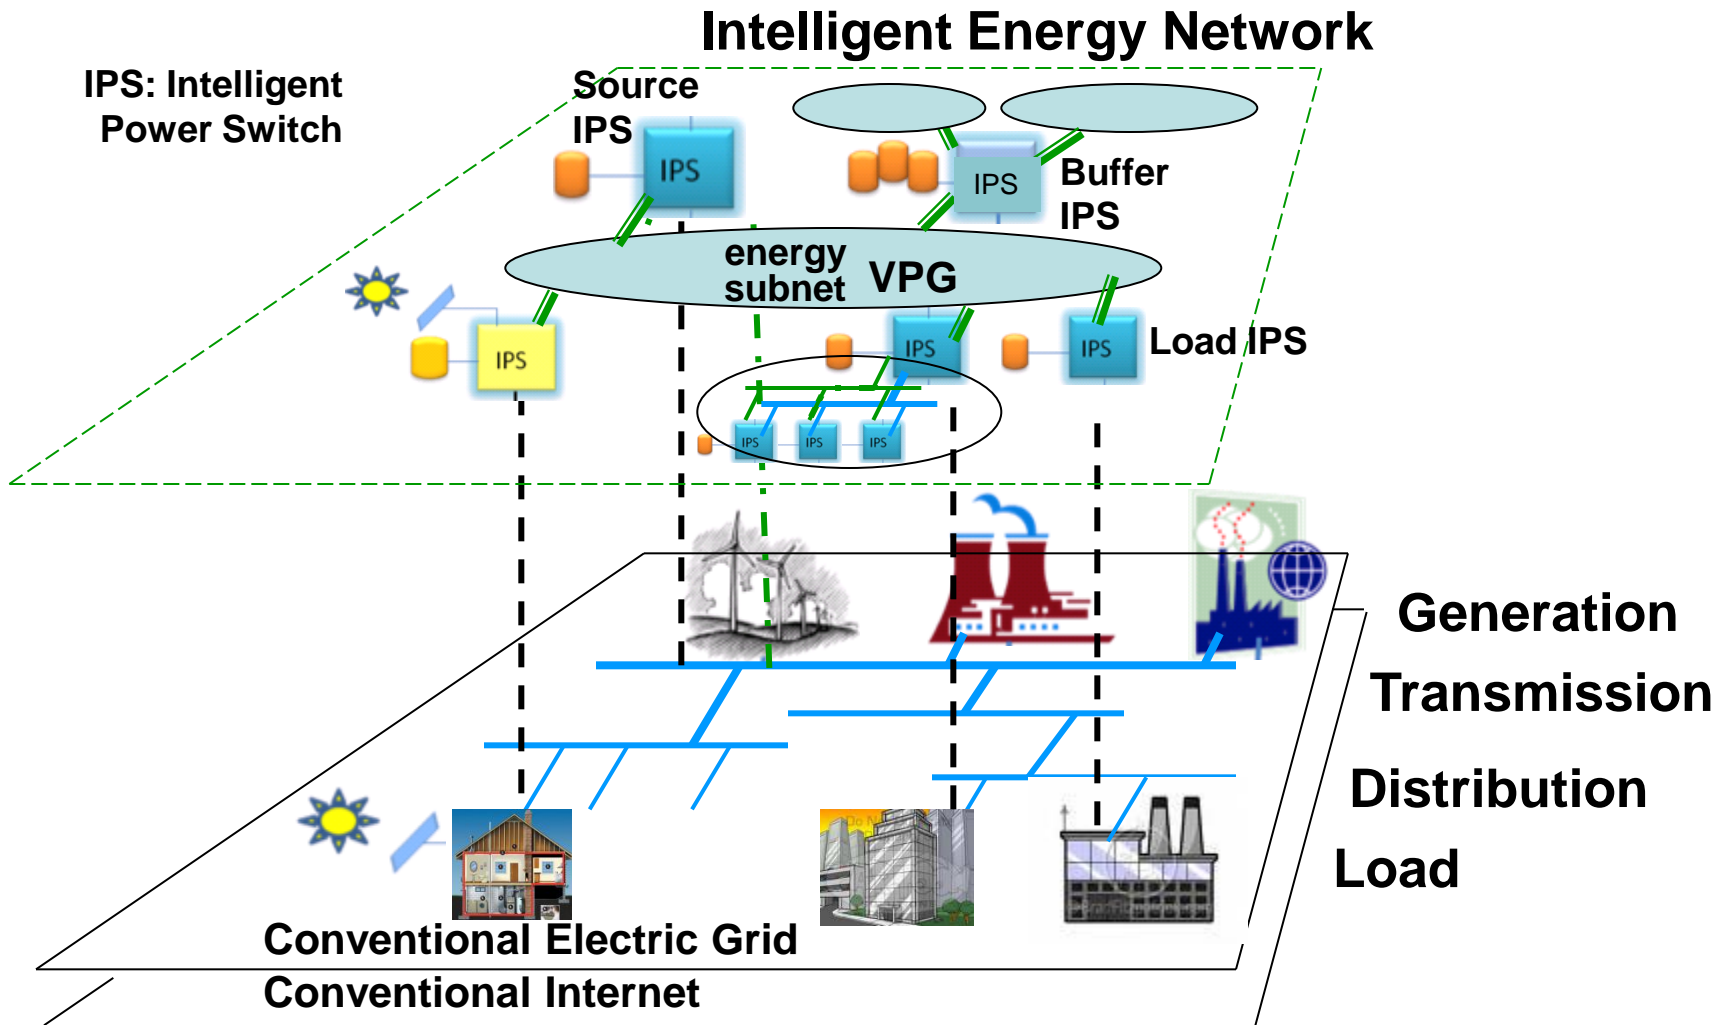 Intelligent Energy Network
IPS: Intelligent
Power Switch
Source
IPS
IPS
IPS
Buffer
IPS
energy
subnet
VPG
IPS
IPS
IPS
Load IPS
IPS
IPS
IPS
Generation
Transmission
Distribution
Load
Conventional Electric Grid
Conventional Internet